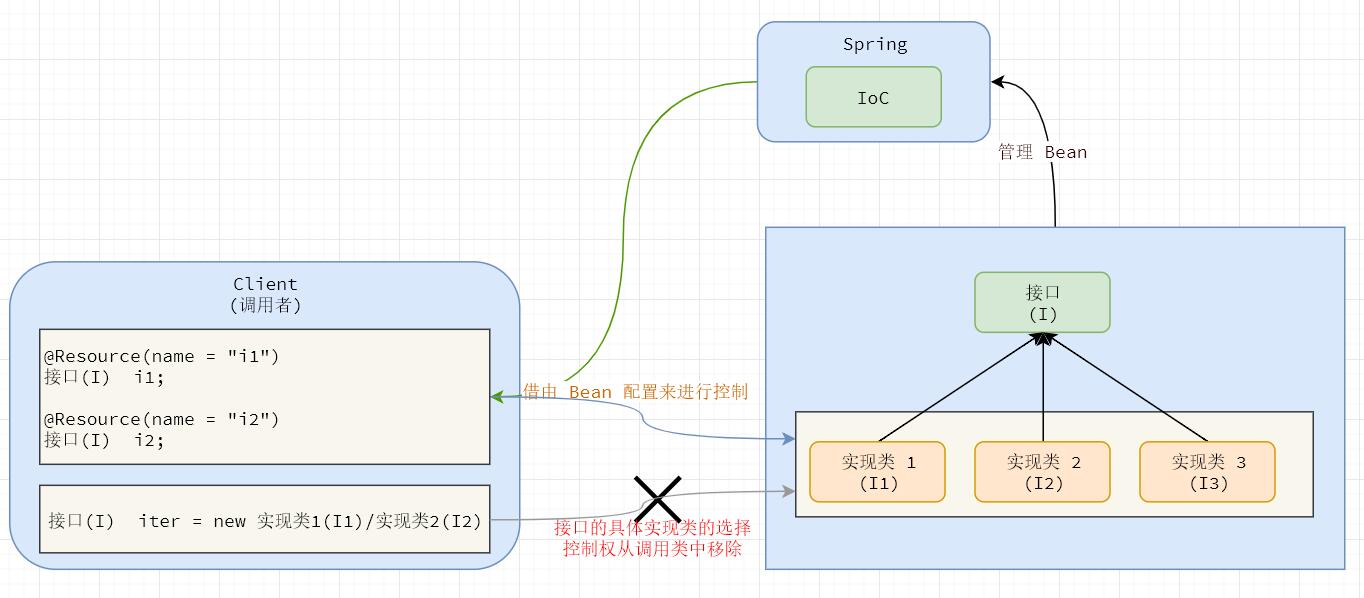 Spring
IoC
管理 Bean
Client
(调用者)
@Resource(name = "i1")
接口(I)  i1;
@Resource(name = "i2")
接口(I)  i2;
接口(I)  iter = new 实现类1(I1)/实现类2(I2)
借由 Bean 配置来进行控制
接口的具体实现类的选择
控制权从调用类中移除
接口
(I)
实现类 1
(I1)
实现类 2
(I2)
实现类 3
(I3)